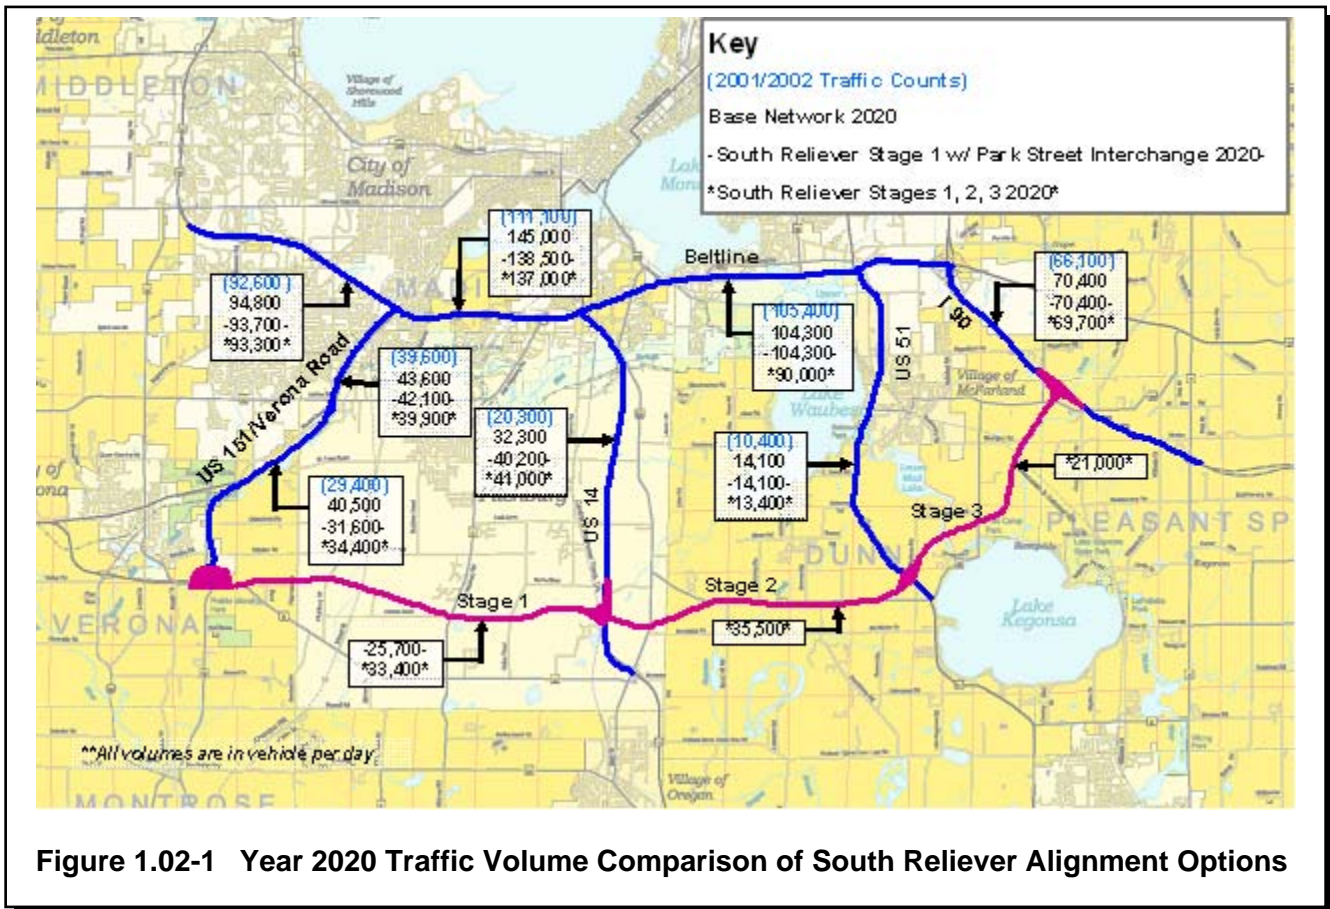 ddleton
MIDDLETON
Village of
Shorewood
Hills
City of
Madison
Key
(2001/2002 Traffic Counts)
Base Network 2020
-South Reliever Stage 1 w/ Park Street Interchange 2020-
*South Reliever Stages 1, 2, 3 2020*
(111,100)
145,000
-138,500-
*137,000*
Beltline
(92,600)
94,800
-93,700-
*93,300*
(66,100)
70,400
-70,400-
*69,700*
I 90
(105,400)
104,300
-104,300-
*90,000*
US 51
Village of
McFarland
Lake
Waubesa
US 151/Verona Road
(39,600)
43,600
-42,100-
*39,900*
(20,300)
32,300
-40,200-
*41,000*
(10,400)
14,100
-14,100-
*13,400*
*21,000*
(29,400)
40,500
-31,600-
*34,400*
US 14
Stage 3
PLEASANT SP
DUNN
Stage 1
Stage 2
VERONA
Lake
Kegonsa
-25,700-
*33,400*
*35,500*
**All volumes are in vehicle per day
MONTROSE
Village of
Oregon
Figure 1.02-1 Year 2020 Traffic Volume Comparison of South Reliever Alignment Options